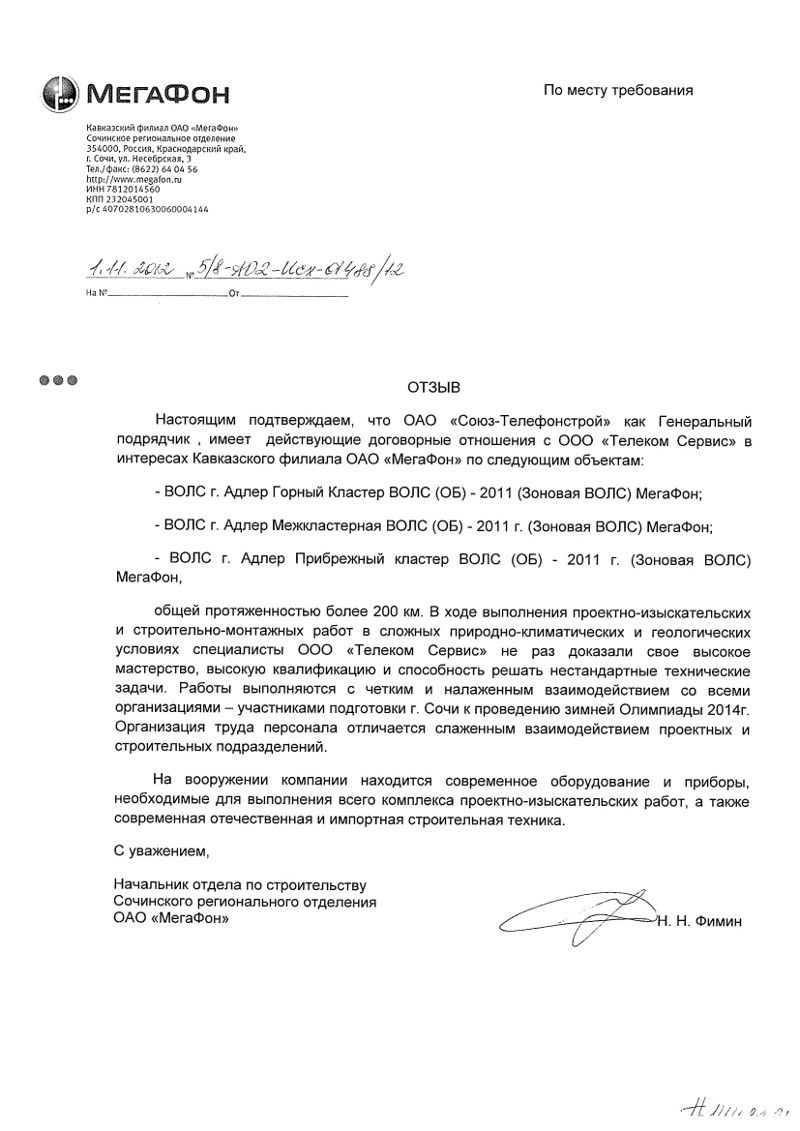 МЕГАФОН
По месту требования
Кавказский филиал ОАО «МегаФон»
Сочинское региональное отделение
354000, Россия, Краснодарский край,
г. Сочи, ул. Несебрская, 3
Тел./факс: (8622) 64 04 56
http://www.megafon.ru
ИНН 7812014560
КПП 232045001
р/с 40702810630060004144
1.11.2012 № 5/8-АО2-Исх-
На №                От
ОТЗЫВ
Настоящим подтверждаем, что ОАО «Союз-Телефонстрой» как Генеральный
подрядчик , имеет действующие договорные отношения с ООО «Телеком Сервис» в
интересах Кавказского филиала ОАО «МегаФон» по следующим объектам:
- ВОЛС г. Адлер Горный Кластер ВОЛС (ОБ) - 2011 (Зоновая ВОЛС) МегаФон;
- ВОЛС г. Адлер Межкластерная ВОЛС (ОБ) - 2011 г. (Зоновая ВОЛС) МегаФон;
- ВОЛС г. Адлер Прибрежный кластер ВОЛС (ОБ) - 2011 г. (Зоновая ВОЛС)
МегаФон,
общей протяженностью более 200 км. В ходе выполнения проектно-изыскательских
и строительно-монтажных работ в сложных природно-климатических и геологических
условиях специалисты ООО «Телеком Сервис» не раз доказали свое высокое
мастерство, высокую квалификацию и способность решать нестандартные технические
задачи. Работы выполняются с четким и налаженным взаимодействием со всеми
организациями – участниками подготовки г. Сочи к проведению зимней Олимпиады 2014г.
Организация труда персонала отличается слаженным взаимодействием проектных и
строительных подразделений.
На вооружении компании находится современное оборудование и приборы,
необходимые для выполнения всего комплекса проектно-изыскательских работ, а также
современная отечественная и импортная строительная техника.
С уважением,
Начальник отдела по строительству
Сочинского регионального отделения
ОАО «МегаФон»
Н. Н. Фимин